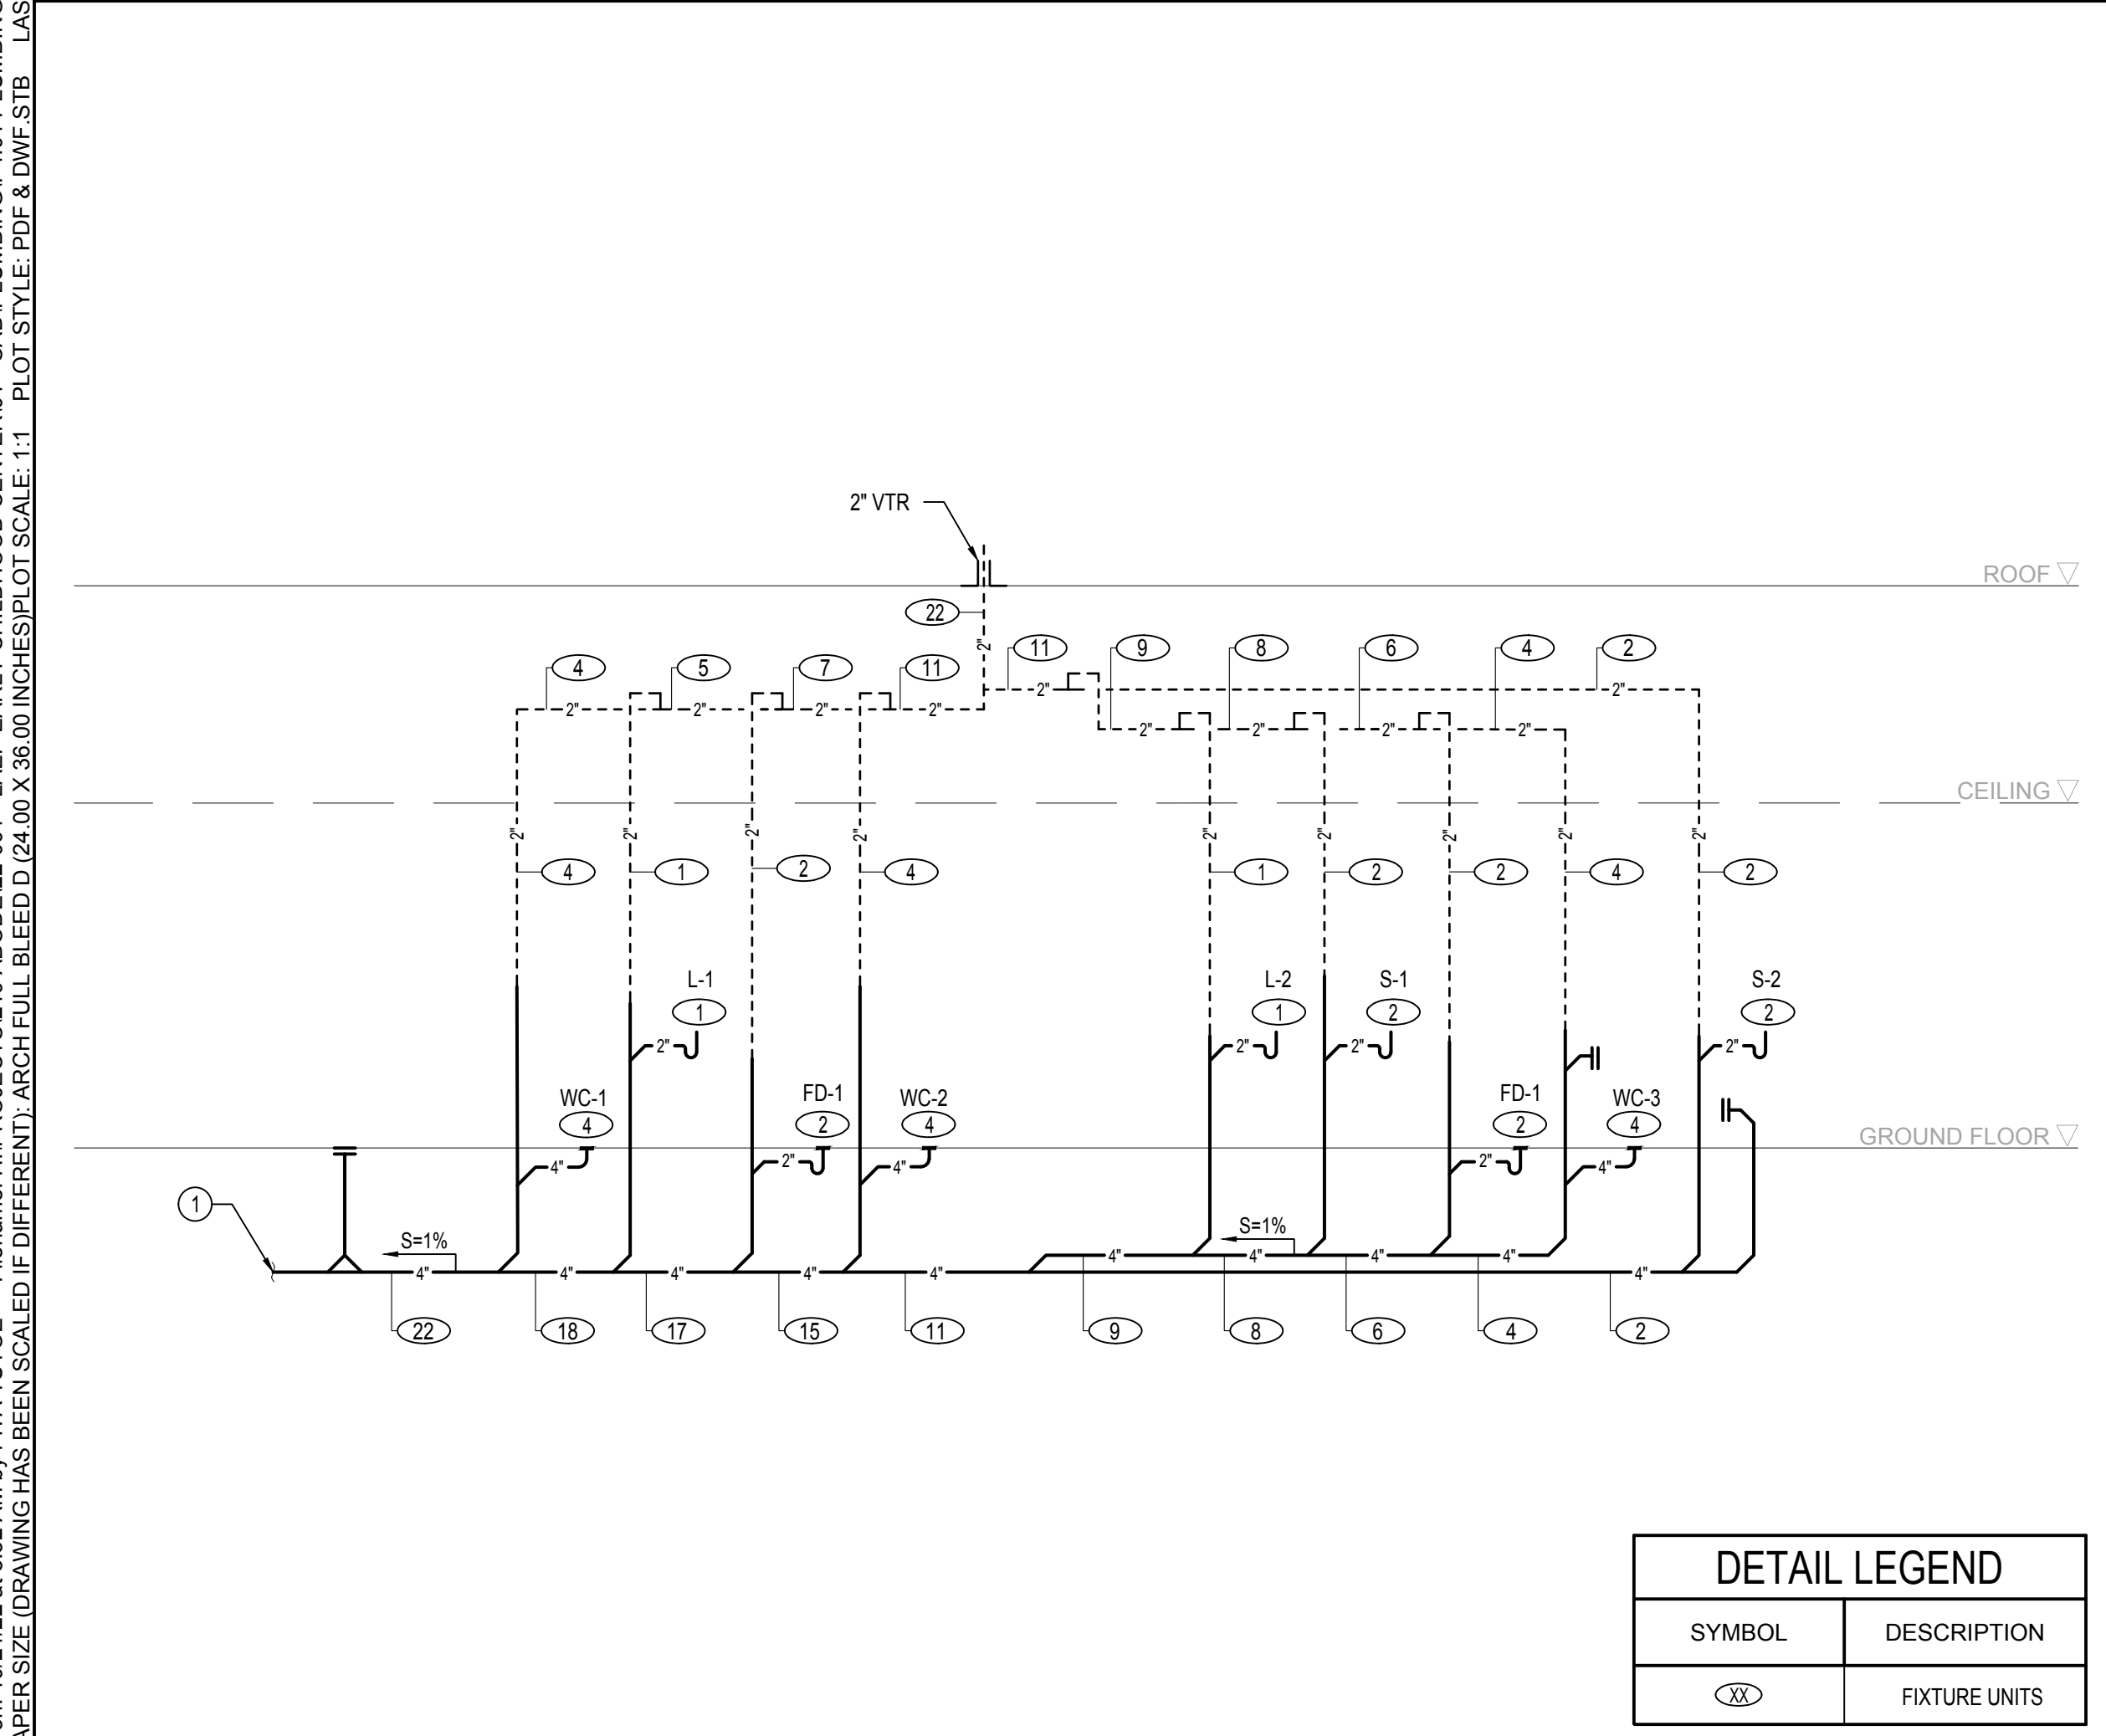 PLOT SCALE: 1:1 PLOT STYLE: PDF & DWF.STB LAS
APER SIZE (DRAWING HAS BEEN SCALED IF DIFFERENT): ARCH FULL BLEED D (24.00 X 36.00 INCHES)
2" VTR
ROOF
22
2"
11 9 8 6 4 2
4 5 7 11
2" 2"
2" 2" 2" 2"
2" 2" 2" 2"
CEILING
2" 2" 2" 2" 2" 2" 2" 2" 2"
4 1 2 4 1 2 2 4 2
L-1 L-2 S-1 S-2
1 1 2 2
2" 2" 2" 2"
WC-1 FD-1 WC-2 FD-1 WC-3
4 2 4 2 4
GROUND FLOOR
4" 2" 4" 2" 4"
1
S=1% S=1%
4" 4" 4" 4"
4" 4" 4" 4" 4" 4"
22 18 17 15 11 9 8 6 4 2
DETAIL LEGEND
SYMBOL DESCRIPTION
XX FIXTURE UNITS